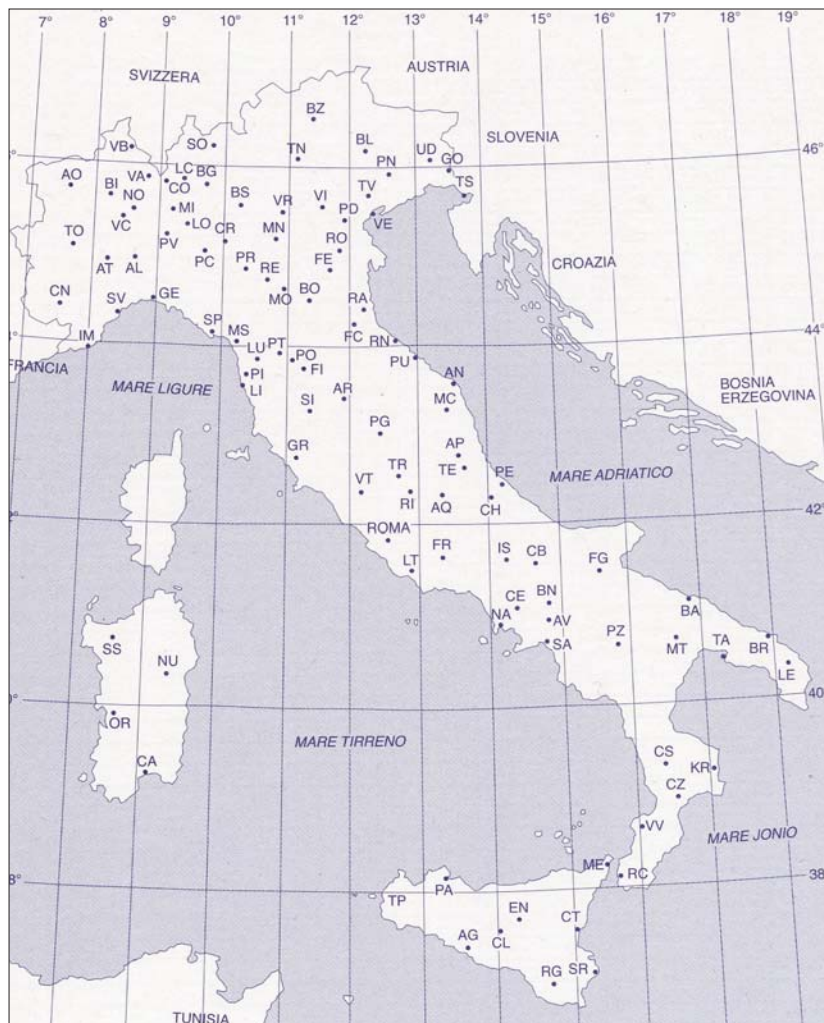 7° 8° 9° 10° 11° 12° 13° 14° 15° 16° 17° 18° 19°
AUSTRIA
SVIZZERA
BZ
SLOVENIA
VB SO BL UD
TN GO 46°
AO VA LC BG PN
BI CO TS
NO MI BS VR VI TV
VC LO PD VE
TO PV CR MN RO
AT AL PC PR RE FE
CROAZIA
CN SV GE MO BO RA
SP MS FC
IM LU PT PO RN 44°
FRANCIA PI FI PU
BOSNIA
ERZEGOVINA
MARE LIGURE LI AR AN
SI MC
PG
GR AP
TR TE PE MARE ADRIATICO
VT
RI AQ CH
2° 42°
ROMA
LT FR IS CB FG
CE BN
NA AV BA
SS SA PZ MT TA BR
NU LE
0° 40°
OR
MARE TIRRENO
CA CS KR
CZ
VV MARE JONIO
ME RC
8° PA 38°
TP
EN CT
AG CL
RG SR
TUNISIA